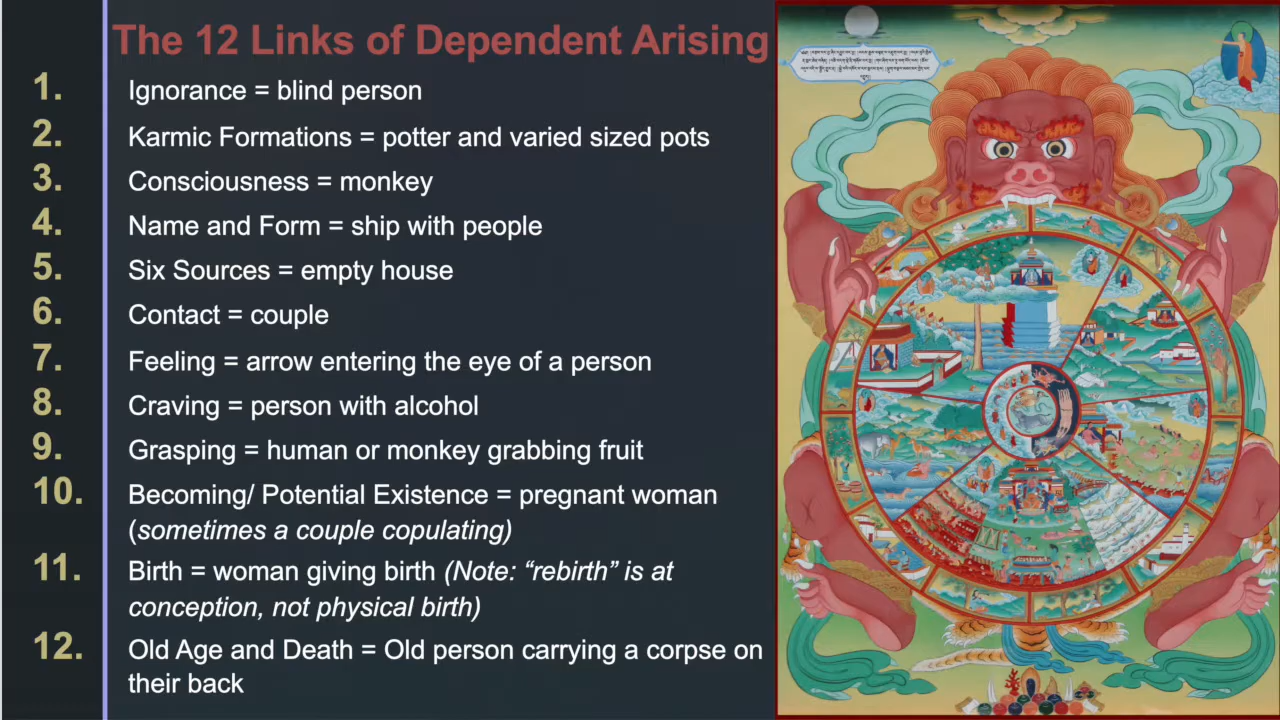 The 12 Links of Dependent Arising
1. Ignorance = blind person
2. Karmic Formations = potter and varied sized pots
3. Consciousness = monkey
4. Name and Form = ship with people
5. Six Sources = empty house
6. Contact = couple
7. Feeling = arrow entering the eye of a person
8. Craving = person with alcohol
9. Grasping = human or monkey grabbing fruit
10. Becoming/ Potential Existence = pregnant woman
(sometimes a couple copulating)
11. Birth = woman giving birth (Note: “rebirth” is at
conception, not physical birth)
12. Old Age and Death = Old person carrying a corpse on
their back